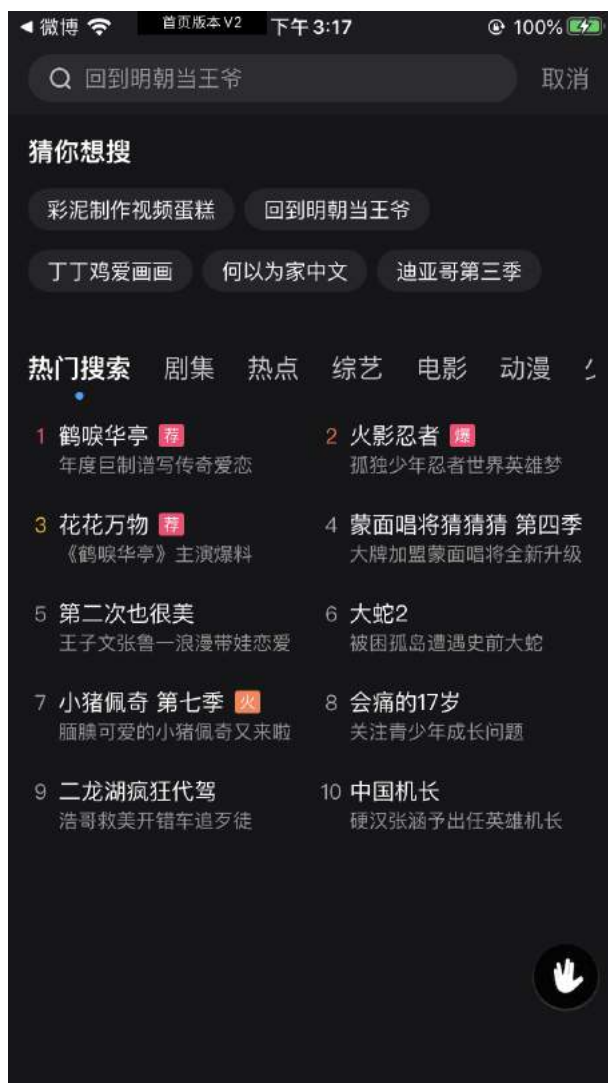 微博 首页版本 V2 下午3:17 100%
回到明朝当王爷 取消
猜你想搜
彩泥制作视频蛋糕 回到明朝当王爷
丁丁鸡爱画画 何以为家中文 迪亚哥第三季
热门搜索 剧集 热点 综艺 电影 动漫
1 鹤唳华亭 荐
年度巨制谱写传奇爱恋
2 火影忍者 爆
孤独少年忍者世界英雄梦
3 花花万物 荐
《鹤唳华亭》主演爆料
4 蒙面唱将猜猜猜 第四季
大牌加盟蒙面唱将全新升级
5 第二次也很美
王子文张鲁一浪漫带娃恋爱
6 大蛇2
被困孤岛遭遇史前大蛇
7 小猪佩奇 第七季 火
腼腆可爱的小猪佩奇又来啦
8 会痛的17岁
关注青少年成长问题
9 二龙湖疯狂代驾
浩哥救美开错车追歹徒
10 中国机长
硬汉张涵予出任英雄机长